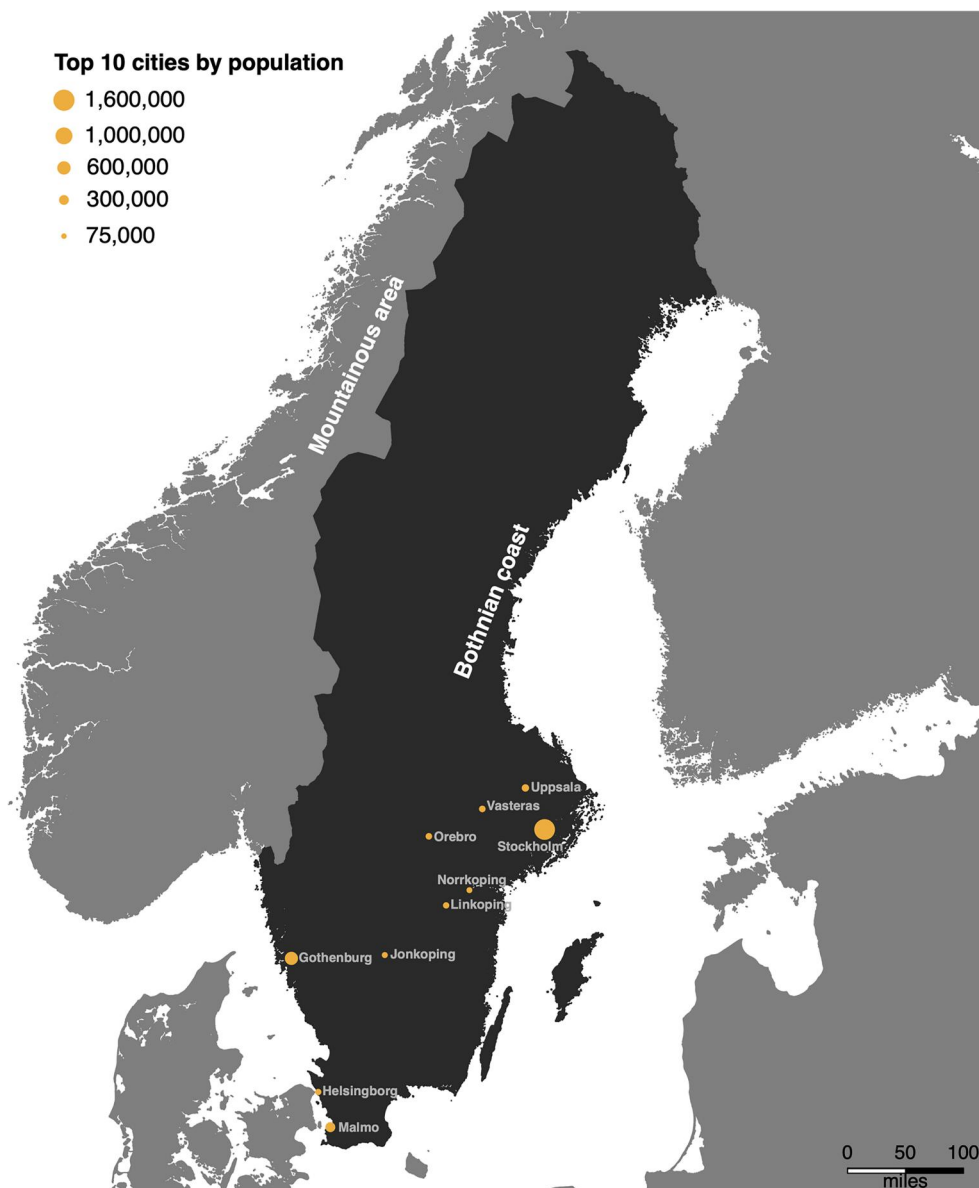 Top 10 cities by population
1,600,000
1,000,000
600,000
300,000
75,000
Mountainous area
Bothnian coast
Uppsala
Vasteras
Orebro
Stockholm
Norrkoping
Linkoping
Gothenburg
Jonkoping
Helsingborg
Malmo
0 50 100
miles